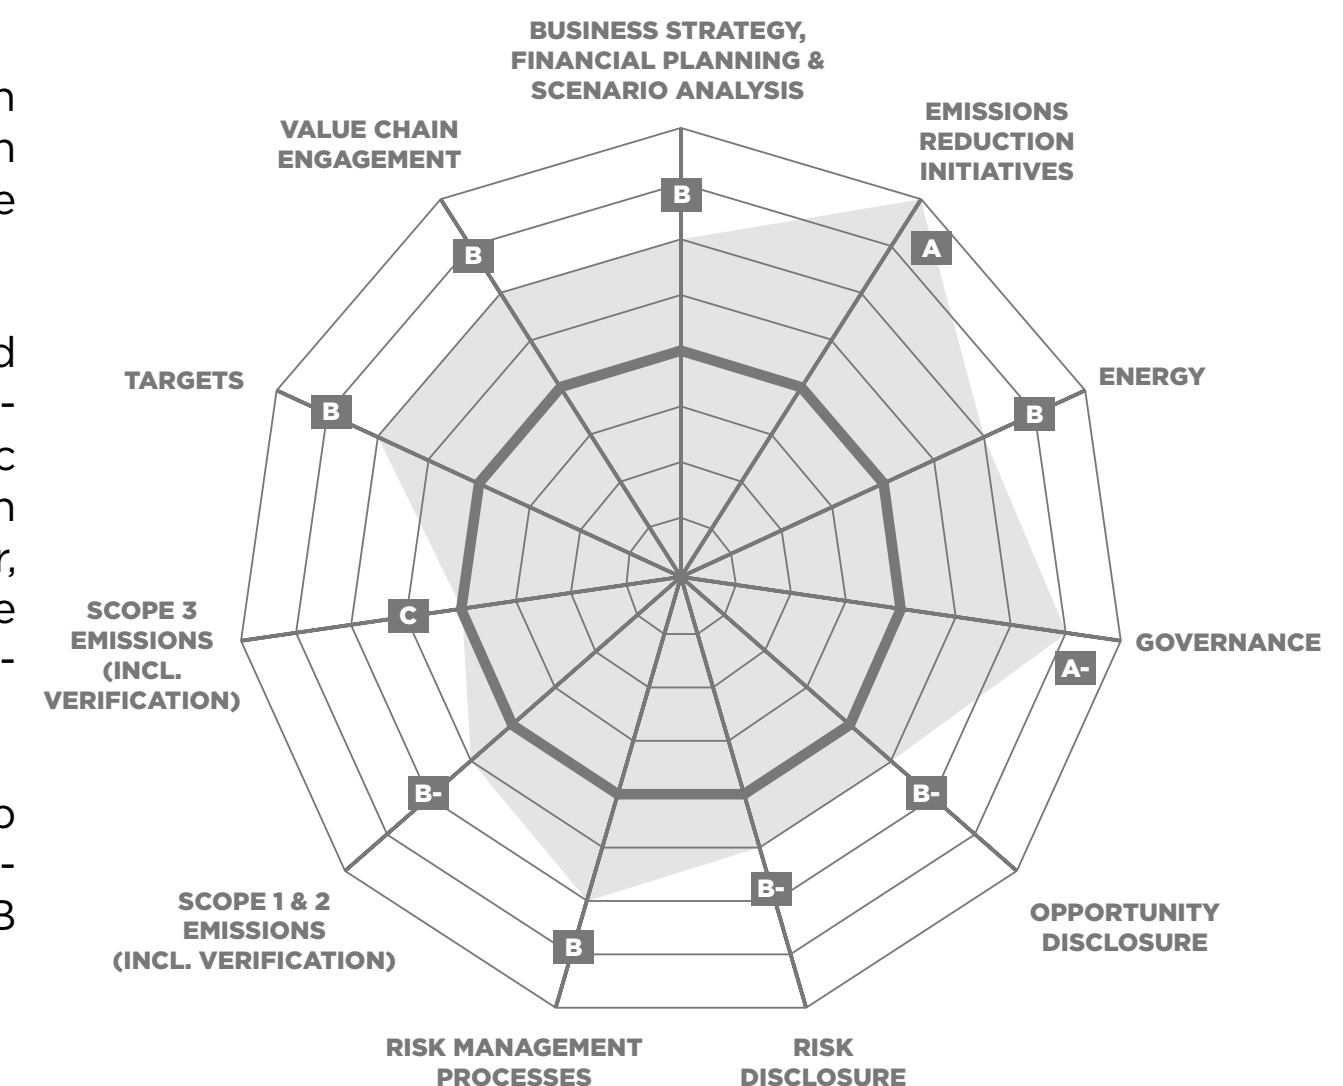 n
n
e
d
-
c
n
r,
e
-
o
-
B
BUSINESS STRATEGY,
FINANCIAL PLANNING &
SCENARIO ANALYSIS
B
EMISSIONS
REDUCTION
INITIATIVES
A
ENERGY
B
GOVERNANCE
A-
OPPORTUNITY
DISCLOSURE
B-
RISK
DISCLOSURE
B-
RISK MANAGEMENT
PROCESSES
B
SCOPE 1 & 2
EMISSIONS
(INCL. VERIFICATION)
B-
SCOPE 3
EMISSIONS
(INCL.
VERIFICATION)
C
TARGETS
B
VALUE CHAIN
ENGAGEMENT
B